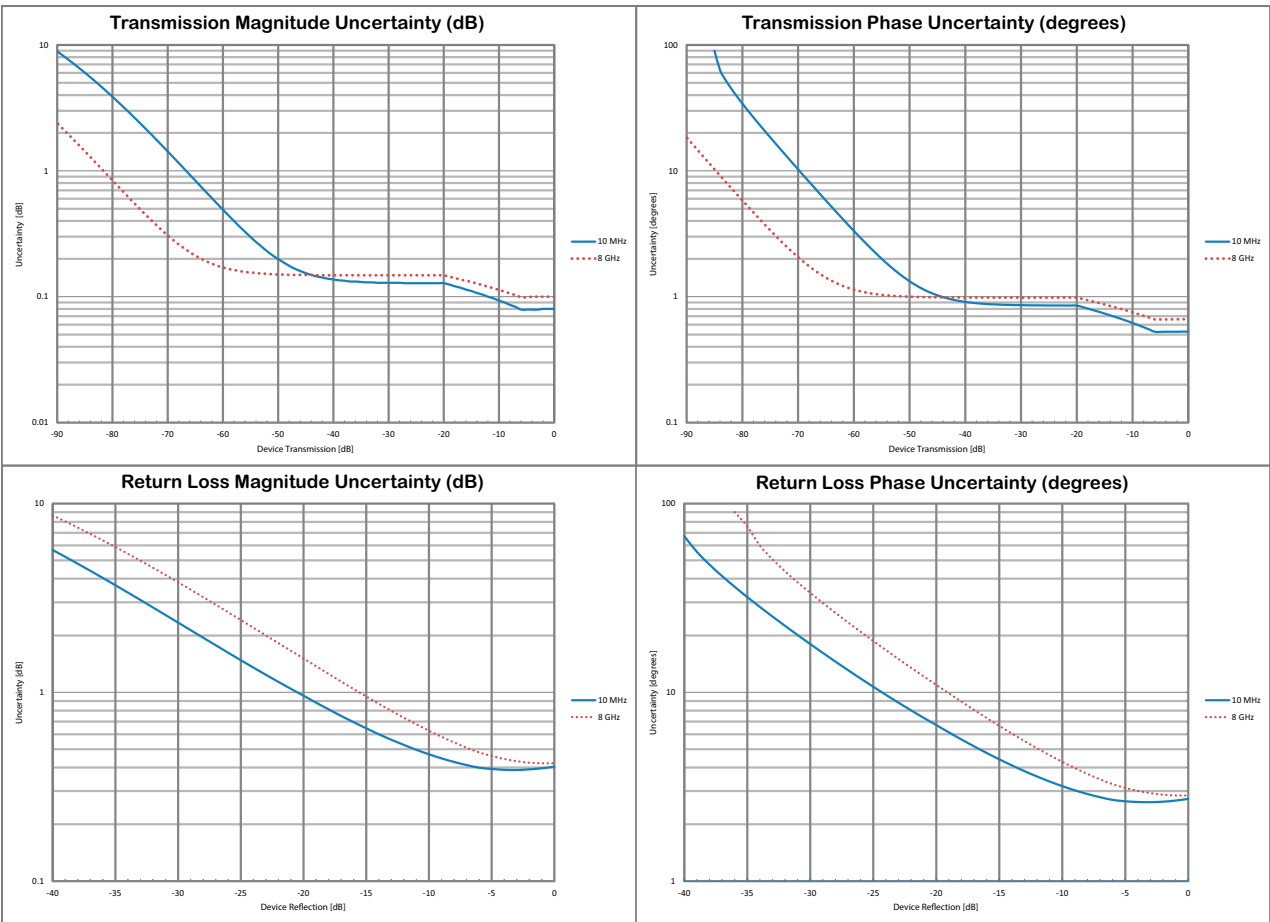 Transmission Magnitude Uncertainty (dB)
10
1
0.1
0.01
Uncertainty [dB]
-90 -80 -70 -60 -50 -40 -30 -20 -10 0
Device Transmission [dB]
10 MHz
8 GHz
Transmission Phase Uncertainty (degrees)
100
10
1
0.1
Uncertainty [degrees]
-90 -80 -70 -60 -50 -40 -30 -20 -10 0
Device Transmission [dB]
10 MHz
8 GHz
Return Loss Magnitude Uncertainty (dB)
10
1
0.1
Uncertainty [dB]
-40 -35 -30 -25 -20 -15 -10 -5 0
Device Reflection [dB]
10 MHz
8 GHz
Return Loss Phase Uncertainty (degrees)
100
10
1
Uncertainty [degrees]
-40 -35 -30 -25 -20 -15 -10 -5 0
Device Reflection [dB]
10 MHz
8 GHz